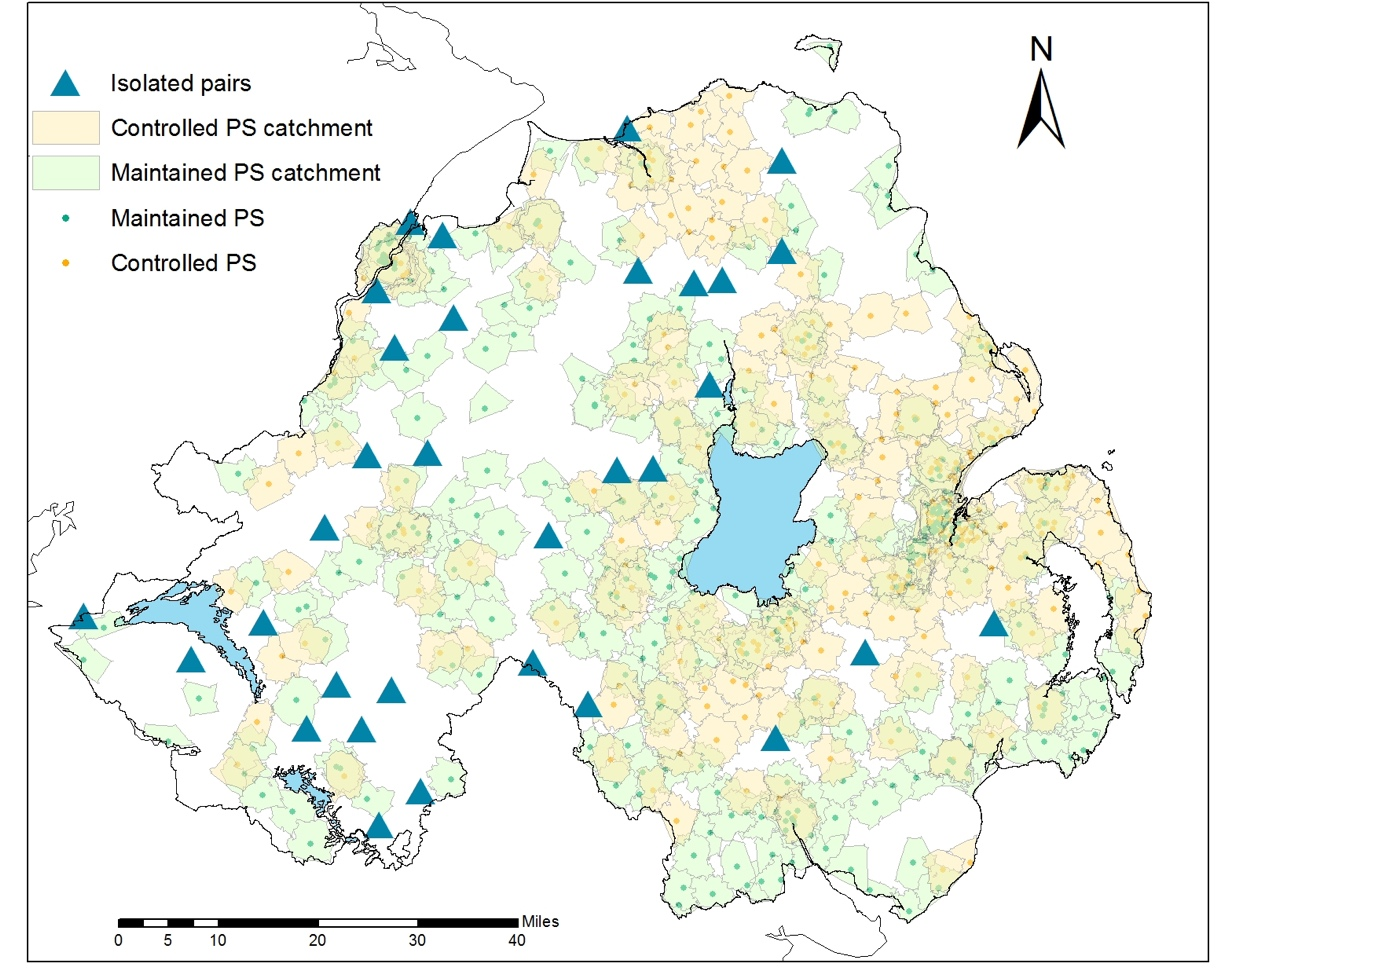 N
Isolated pairs
Controlled PS catchment
Maintained PS catchment
Maintained PS
Controlled PS
Miles
0 5 10 20 30 40